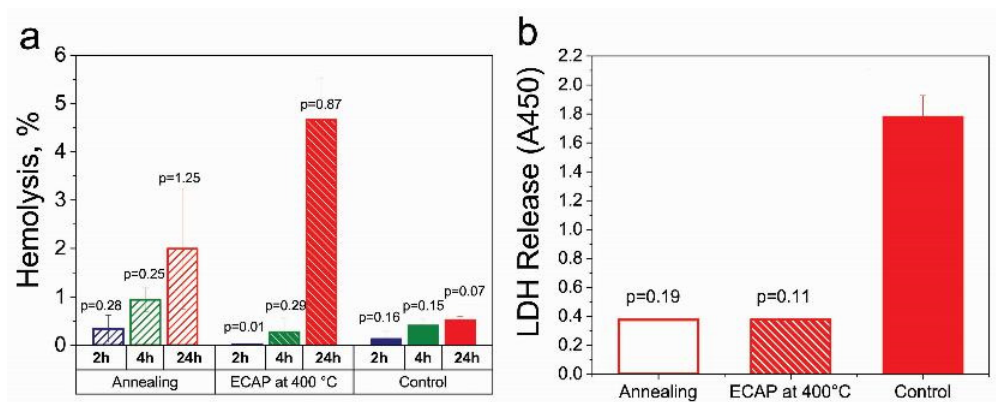 a
Hemolysis, %
6
5
4
3
2
1
0
p=0.28
p=0.25
p=1.25
p=0.01
p=0.29
p=0.87
p=0.16
p=0.15
p=0.07
2h 4h 24h 2h 4h 24h 2h 4h 24h
Annealing ECAP at 400 °C Control
b
LDH Release (A450)
2.2
2.0
1.8
1.6
1.4
1.2
1.0
0.8
0.6
0.4
0.2
0.0
p=0.19 p=0.11
Annealing ECAP at 400°C Control